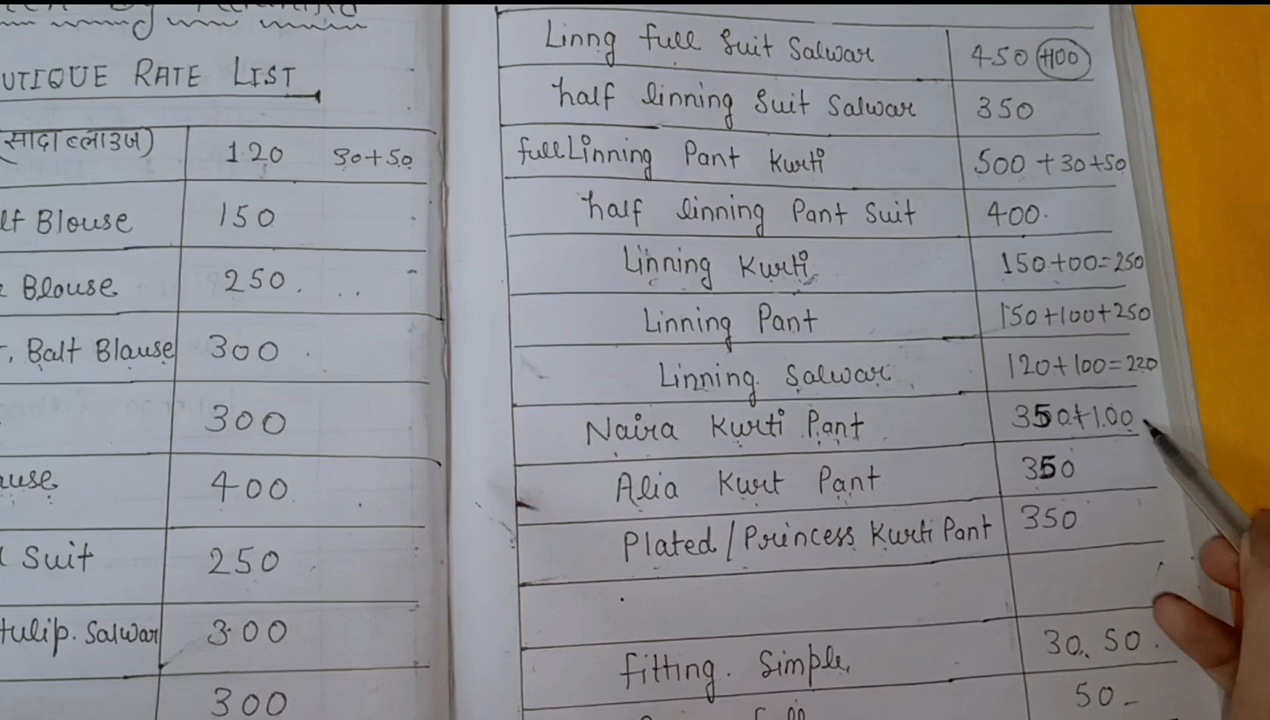 UTIQUE RATE LIST
(सादा ब्लाउज) 120 30+50
lf Blouse 150
Blouse 250
Balt Blause 300
300
ause 400
Suit 250
tulip. Salwar 300
300
Linng full Suit Salwar 450 +100
half linning Suit Salwar 350
full Linning Pant Kurti 500 + 30+50
half linning Pant Suit 400.
Linning Kurti 150+00=250
Linning Pant 150+100+250
Linning Salwar 120+100=220
Naira Kurti Pant 350+100
Alia Kurt Pant 350
Plated / Princess Kurti Pant 350
fitting. Simple, 30, 50.
50-